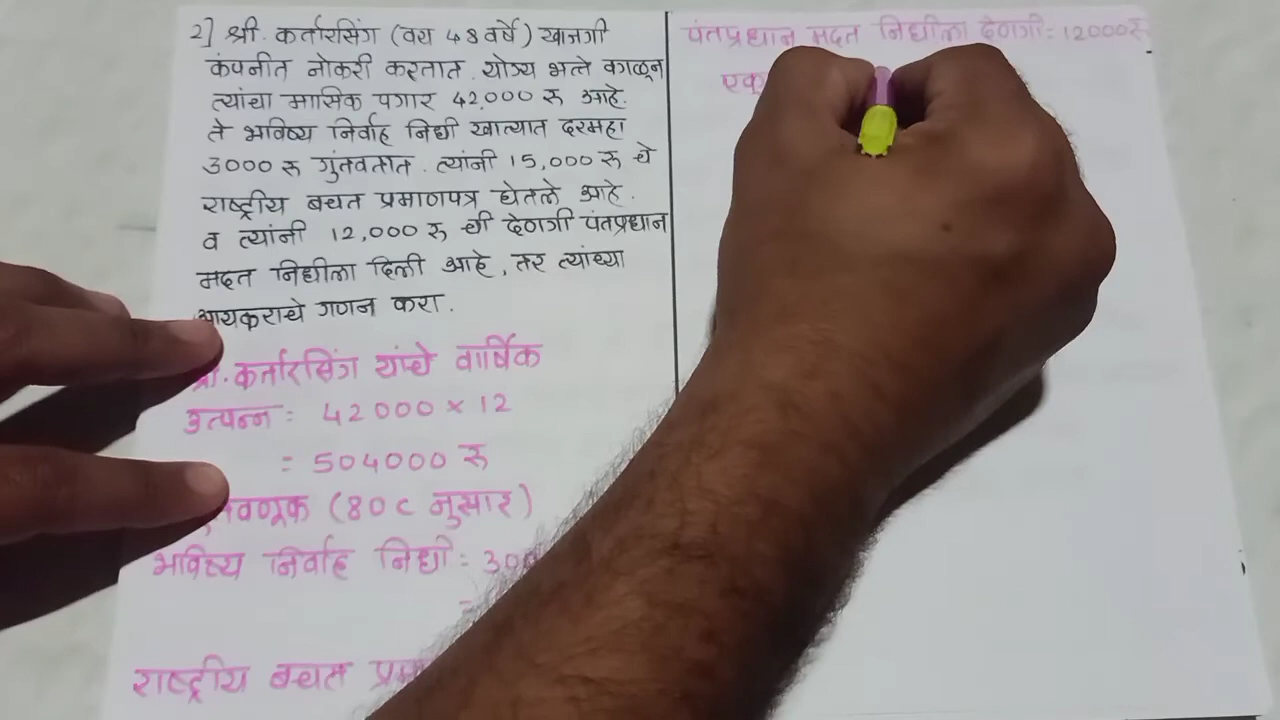 2] श्री. कर्तारसिंग (वय 48 वर्षे) खाजगी
कंपनीत नोकरी करतात. योग्य भत्ते काळून
त्यांचा मासिक पगार 42,000 रु आहे.
ते भविष्य निर्वाह निधी खात्यात दरमहा
3000 रु गुंतवतात. त्यांनी 15,000 रु चे
राष्ट्रीय बचत प्रमाणपत्र घेतले आहे.
व त्यांनी 12,000 रु ची देणगी पंतप्रधान
मदत निधीला दिली आहे, तर त्यांच्या
आयकराचे गणन करा.
श्री. कर्तारसिंग यांचे वार्षिक
उत्पन्न = 42000 × 12
= 504000 रु
(80 C नुसार)
भविष्य निर्वाह निधी =
=
राष्ट्रीय बचत
पंतप्रधान मदत निधीला देणगी = 12000 रु